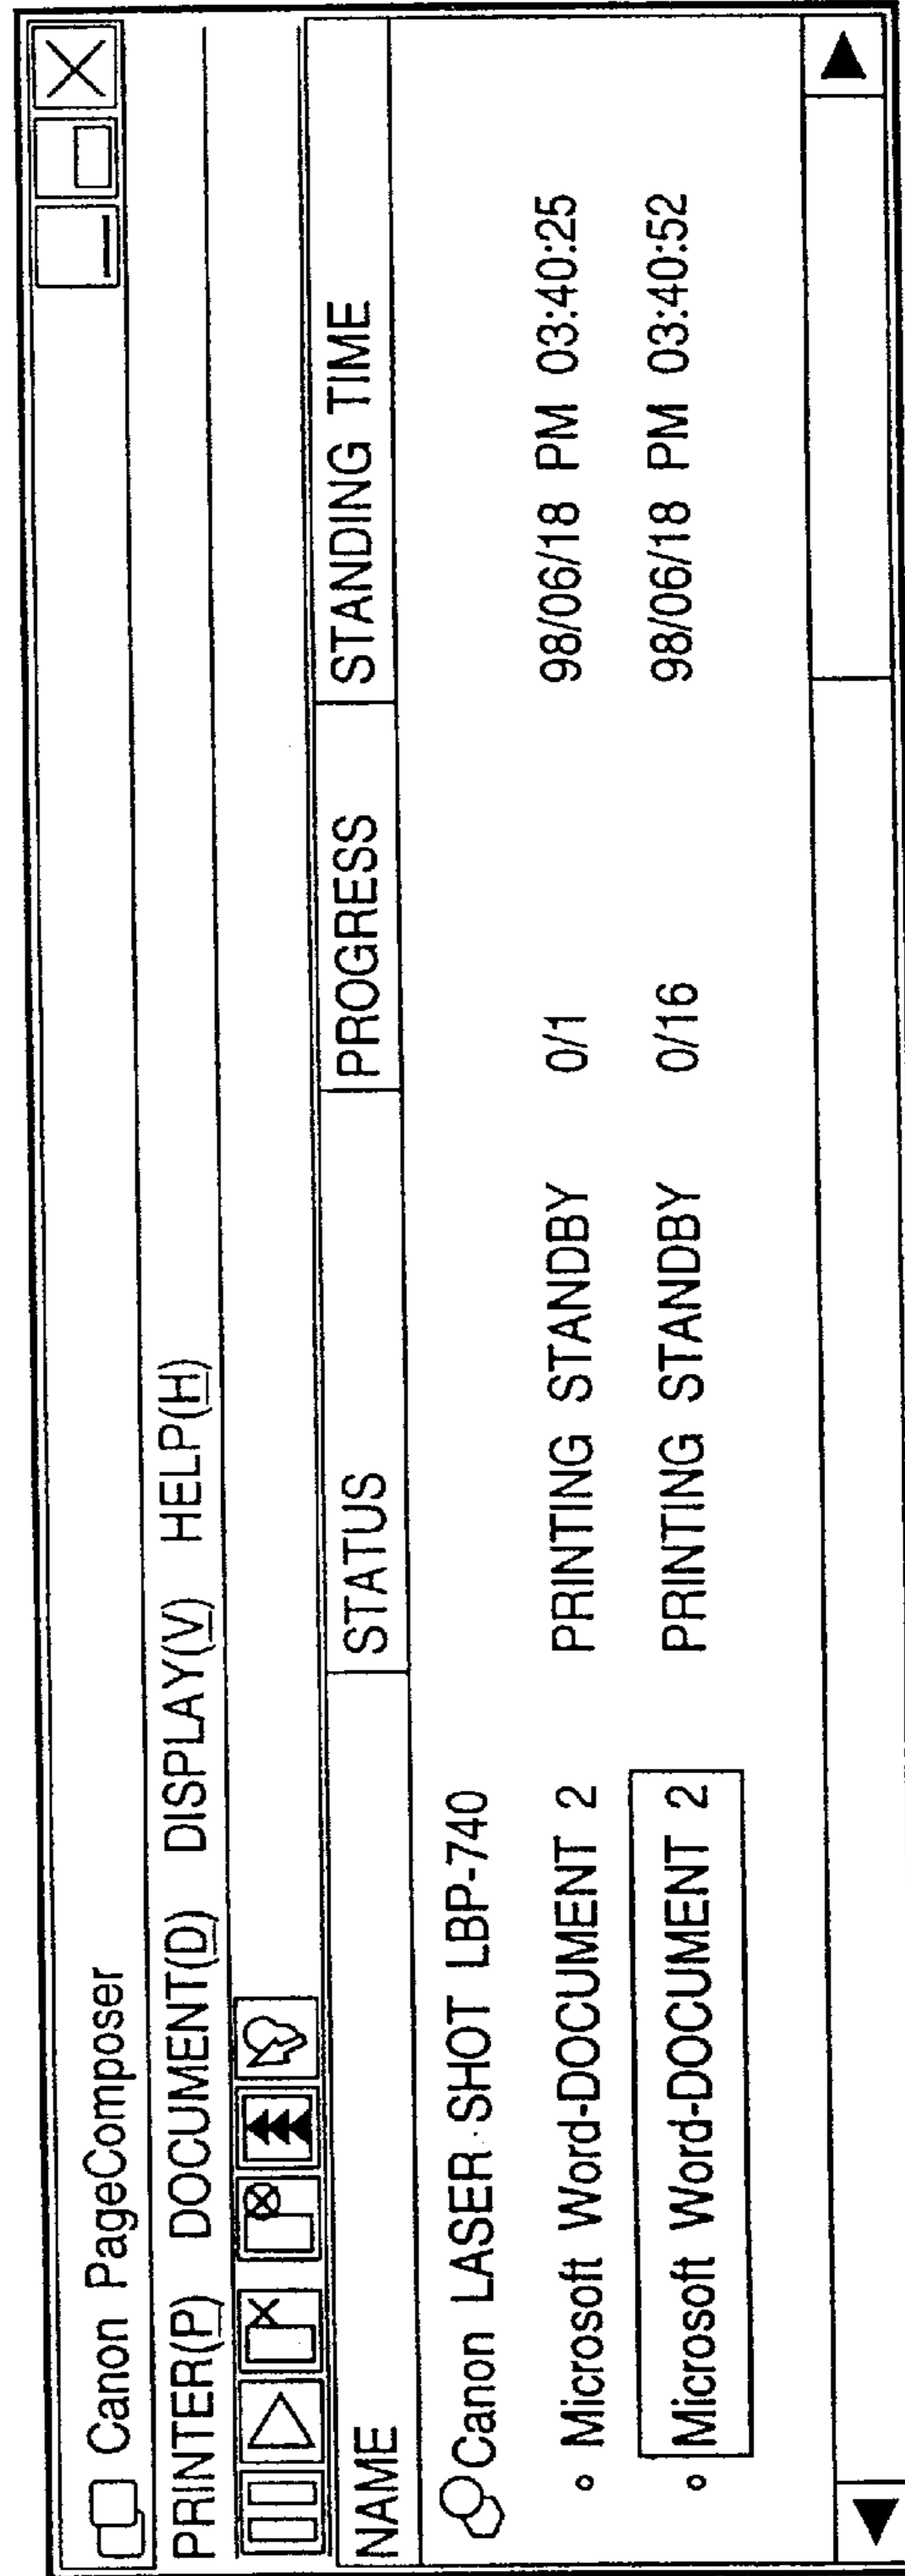 Canon PageComposer
PRINTER(P) DOCUMENT(D) DISPLAY(V) HELP(H)
NAME STATUS PROGRESS STANDING TIME
Canon LASER SHOT LBP-740
Microsoft Word-DOCUMENT 2 PRINTING STANDBY 0/1 98/06/18 PM 03:40:25
Microsoft Word-DOCUMENT 2 PRINTING STANDBY 0/16 98/06/18 PM 03:40:52